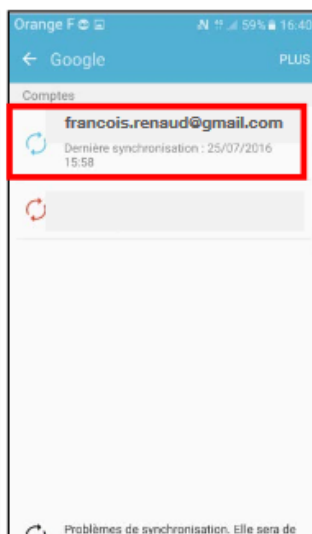 Orange F 59% 16:40
← Google PLUS
Comptes
francois.renaud@gmail.com
Dernière synchronisation : 25/07/2016
15:58
Problèmes de synchronisation. Elle sera de